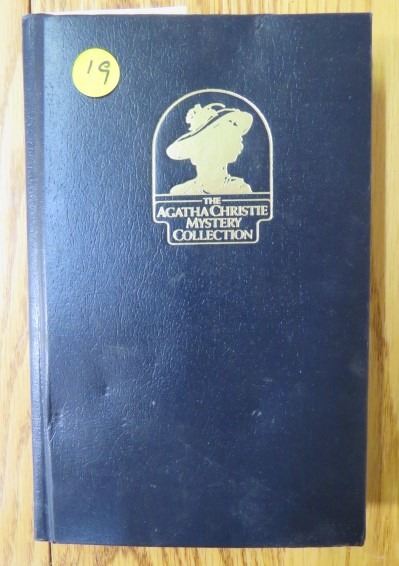 19
THE
AGATHA CHRISTIE
MYSTERY
COLLECTION